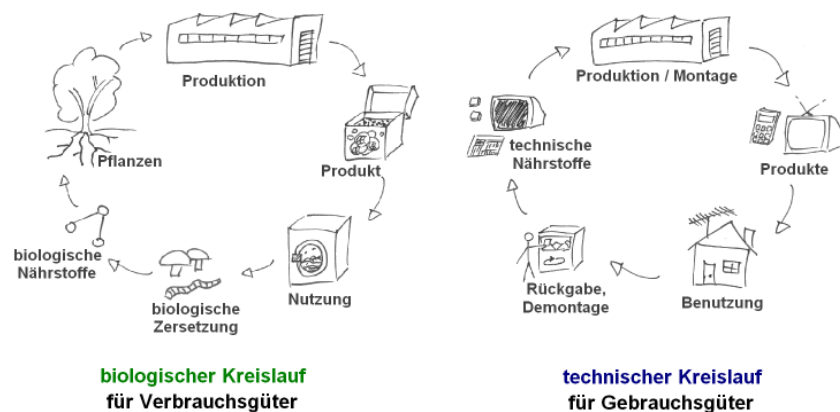 Produktion
Pflanzen
Produkt
biologische
Nährstoffe
biologische
Zersetzung
Nutzung
biologischer Kreislauf
für Verbrauchsgüter
Produktion / Montage
technische
Nährstoffe
Produkte
Rückgabe,
Demontage
Benutzung
technischer Kreislauf
für Gebrauchsgüter